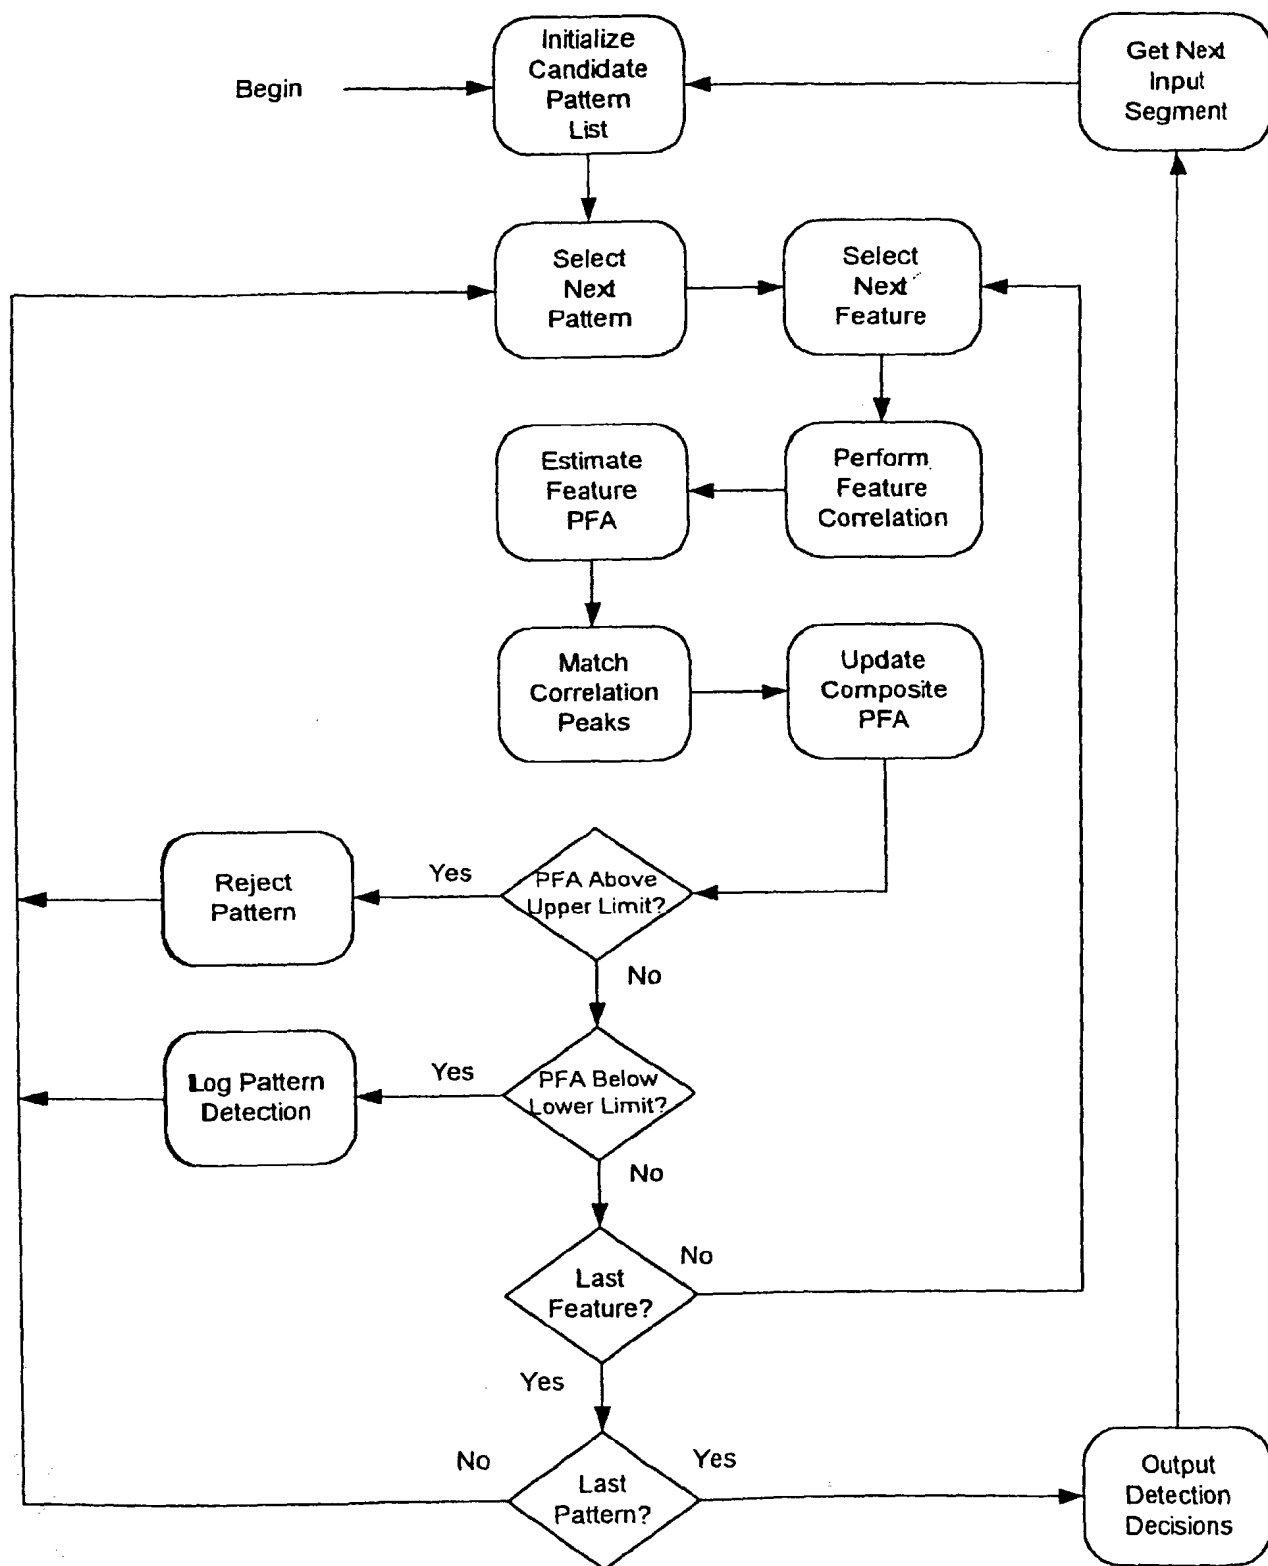 Begin
Initialize
Candidate
Pattern
List
Get Next
Input
Segment
Select
Next
Pattern
Select
Next
Feature
Estimate
Feature
PFA
Perform
Feature
Correlation
Match
Correlation
Peaks
Update
Composite
PFA
Reject
Pattern
Yes
PFA Above
Upper Limit?
No
Log Pattern
Detection
Yes
PFA Below
Lower Limit?
No
Last
Feature?
No
Yes
No
Last
Pattern?
Yes
Output
Detection
Decisions